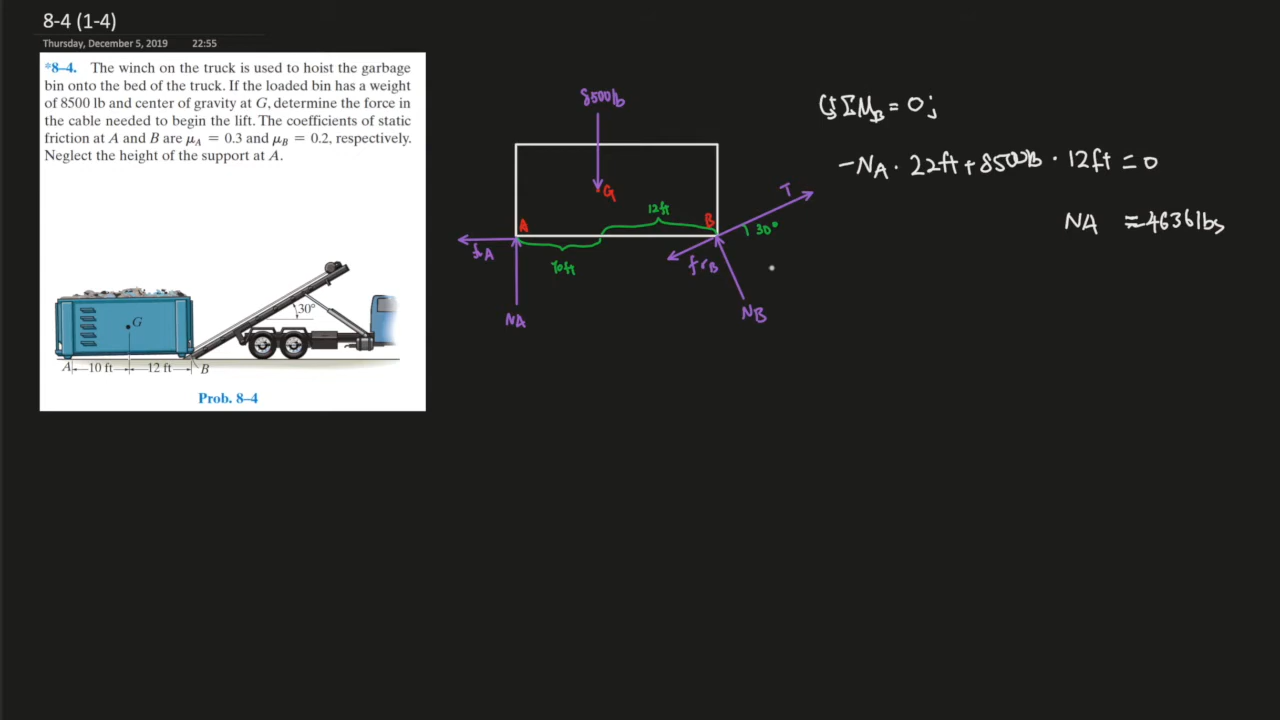 8-4 (1-4)
Thursday, December 5, 2019 22:55
*8–4. The winch on the truck is used to hoist the garbage
bin onto the bed of the truck. If the loaded bin has a weight
of 8500 lb and center of gravity at G, determine the force in
the cable needed to begin the lift. The coefficients of static
friction at A and B are μA = 0.3 and μB = 0.2, respectively.
Neglect the height of the support at A.
30°
G
A 10 ft 12 ft B
Prob. 8–4
8500lb
G
A
B
12ft
10ft
T
30°
fA
frB
NA
NB
↺ΣMB = 0;
-NA · 22ft + 8500lB · 12ft = 0
NA = 4636lbs